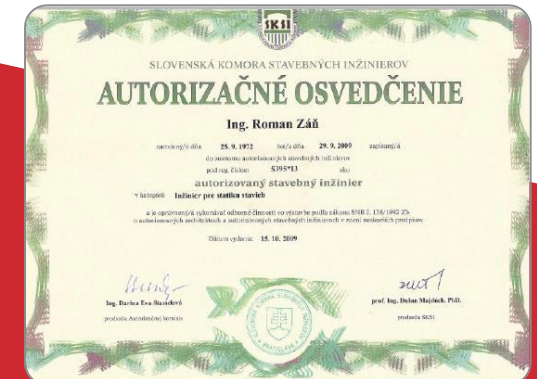 SKSI
SLOVENSKÁ KOMORA STAVEBNÝCH INŽINIEROV
AUTORIZAČNÉ OSVEDČENIE
Ing. Roman Záň
narodený/á dňa 25. 9. 1972 bol/a dňa 29. 9. 2009 zapísaný/á
do zoznamu autorizovaných stavebných inžinierov
pod reg. číslom 5395*I3 ako
autorizovaný stavebný inžinier
v kategórii Inžinier pre statiku stavieb
a je oprávnený/á vykonávať odborné činnosti vo výstavbe podľa zákona SNR č. 138/1992 Zb
o autorizovaných architektoch a autorizovaných stavebných inžinieroch v znení neskorších predpisov
Dátum vydania: 15. 10. 2009
Ing. Darina Eva
prof. Ing. Dušan Majdúch, PhD.
predseda Autorizačnej komisie
predseda SKSI